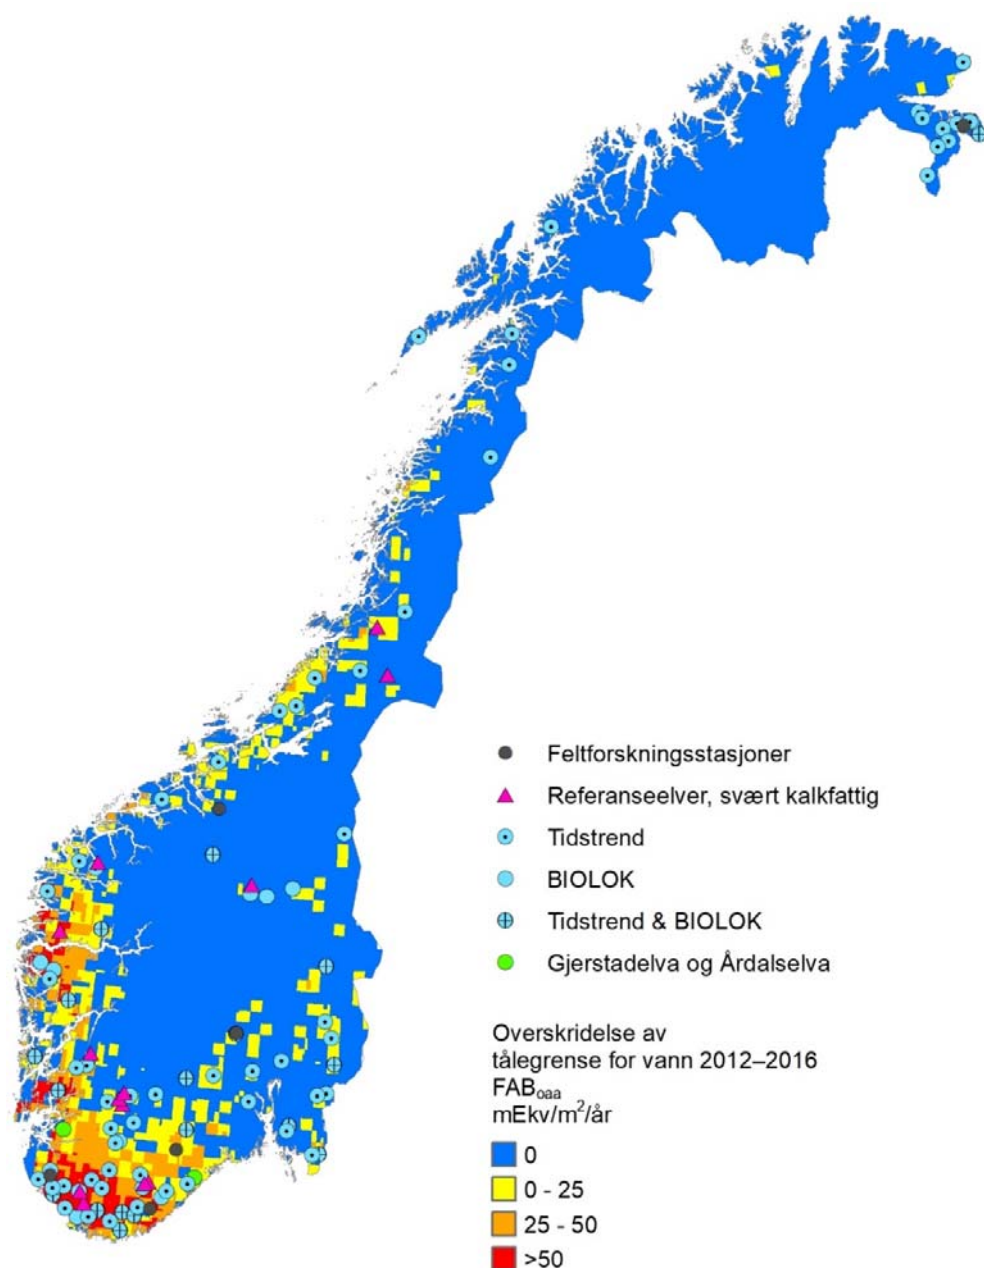 Feltforskningsstasjoner
Referanseelver, svært kalkfattig
Tidstrend
BIOLOK
Tidstrend & BIOLOK
Gjerstadelva og Årdalselva
Overskridelse av
tålegrense for vann 2012–2016
FABoaa
mEkv/m²/år
0
0 - 25
25 - 50
>50